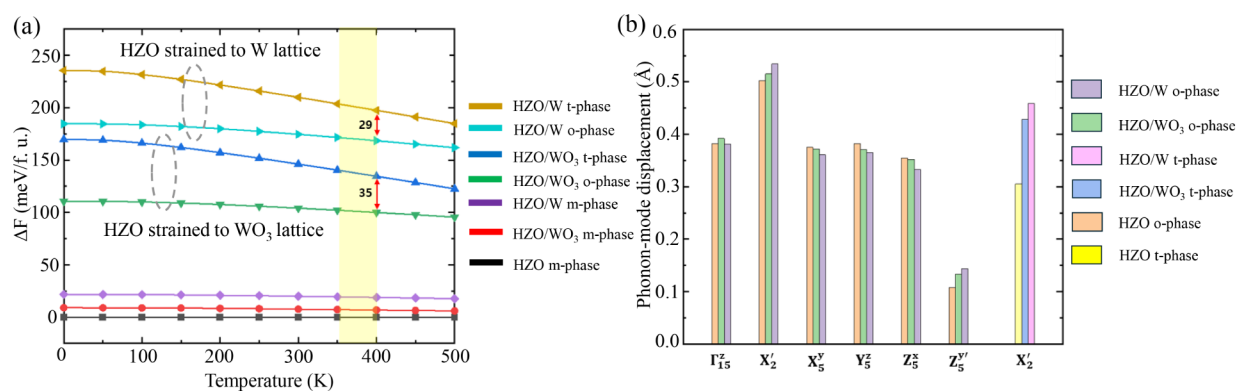 (a)
ΔF (meV/f. u.)
250
200
150
100
50
0
HZO strained to W lattice
29
35
HZO strained to WO₃ lattice
0
100
200
300
400
500
Temperature (K)
HZO/W t-phase
HZO/W o-phase
HZO/WO₃ t-phase
HZO/WO₃ o-phase
HZO/W m-phase
HZO/WO₃ m-phase
HZO m-phase
(b)
Phonon-mode displacement (Å)
0.6
0.5
0.4
0.3
0.2
0.1
0.0
Γ₁₅ᶻ
X₂′
X₅ʸ
Y₅ᶻ
Z₅ˣ
Z₅ʸ′
X₂′
HZO/W o-phase
HZO/WO₃ o-phase
HZO/W t-phase
HZO/WO₃ t-phase
HZO o-phase
HZO t-phase